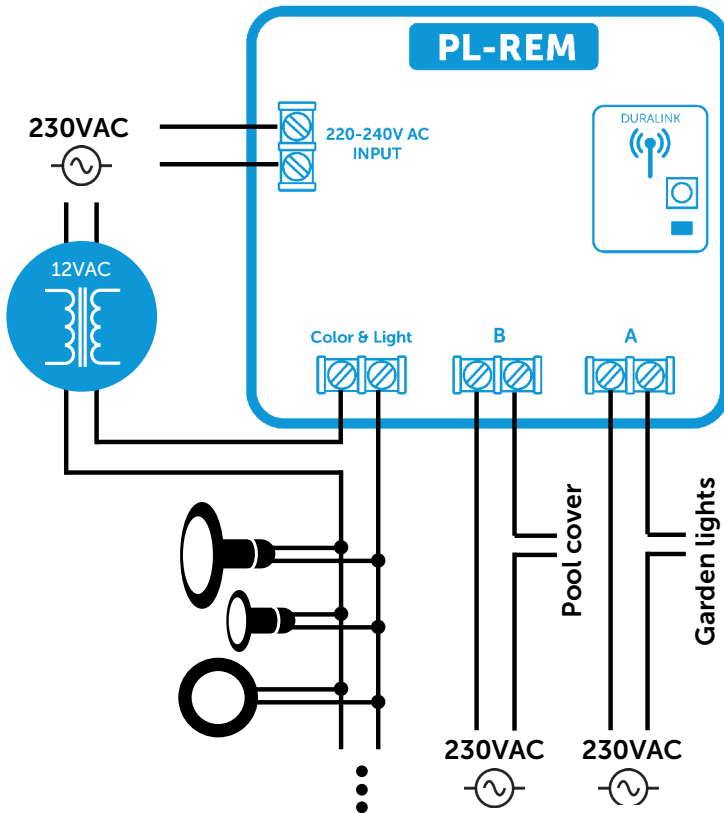 PL-REM
230VAC
220-240V AC
INPUT
DURALINK
12VAC
Color & Light
B
A
Pool cover
Garden lights
230VAC
230VAC